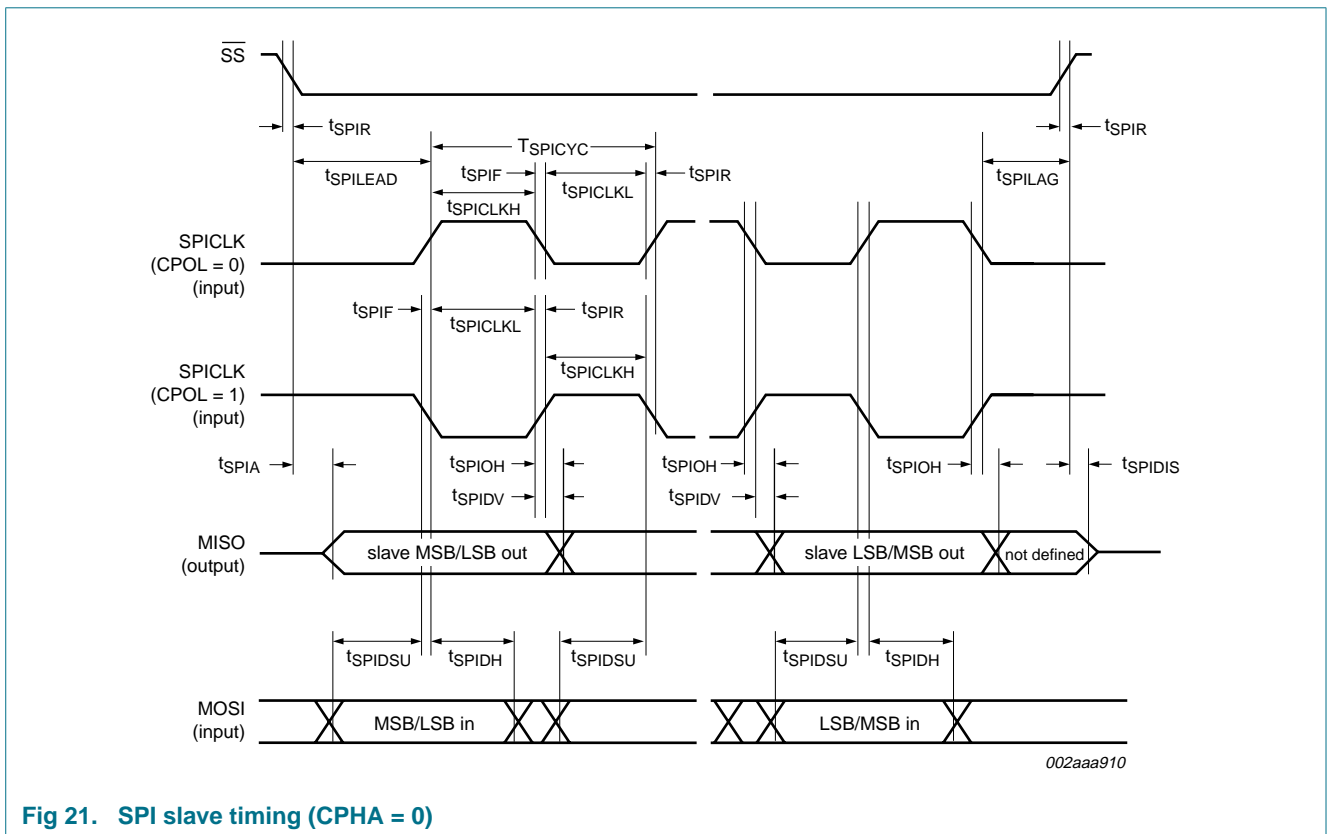 SS
tSPIR
tSPIR
TSPICYC
tSPILEAD
tSPIF
tSPICLKL
tSPIR
tSPILAG
tSPICLKH
SPICLK
(CPOL = 0)
(input)
tSPIF
tSPICLKL
tSPIR
tSPICLKH
SPICLK
(CPOL = 1)
(input)
tSPIA
tSPIOH
tSPIOH
tSPIOH
tSPIDIS
tSPIDV
tSPIDV
MISO
(output)
slave MSB/LSB out
slave LSB/MSB out
not defined
tSPIDSU
tSPIDH
tSPIDSU
tSPIDSU
tSPIDH
MOSI
(input)
MSB/LSB in
LSB/MSB in
002aaa910
Fig 21. SPI slave timing (CPHA = 0)